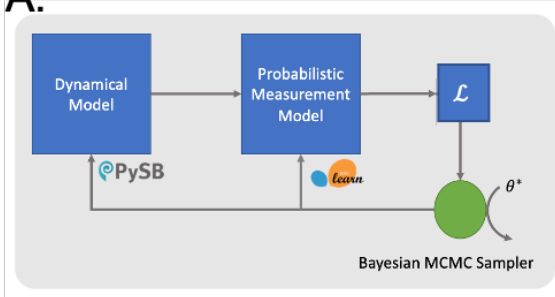 A.
Dynamical
Model
Probabilistic
Measurement
Model
ℒ
PySB
learn
θ*
Bayesian MCMC Sampler